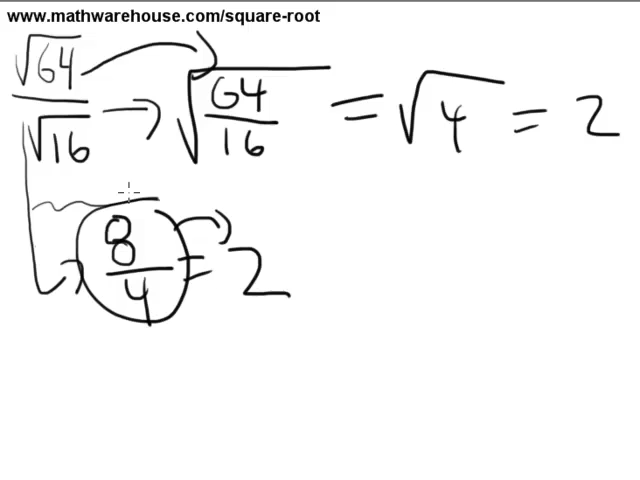 www.mathwarehouse.com/square-root
√64 / √16 → √(64/16) = √4 = 2
8/4 = 2